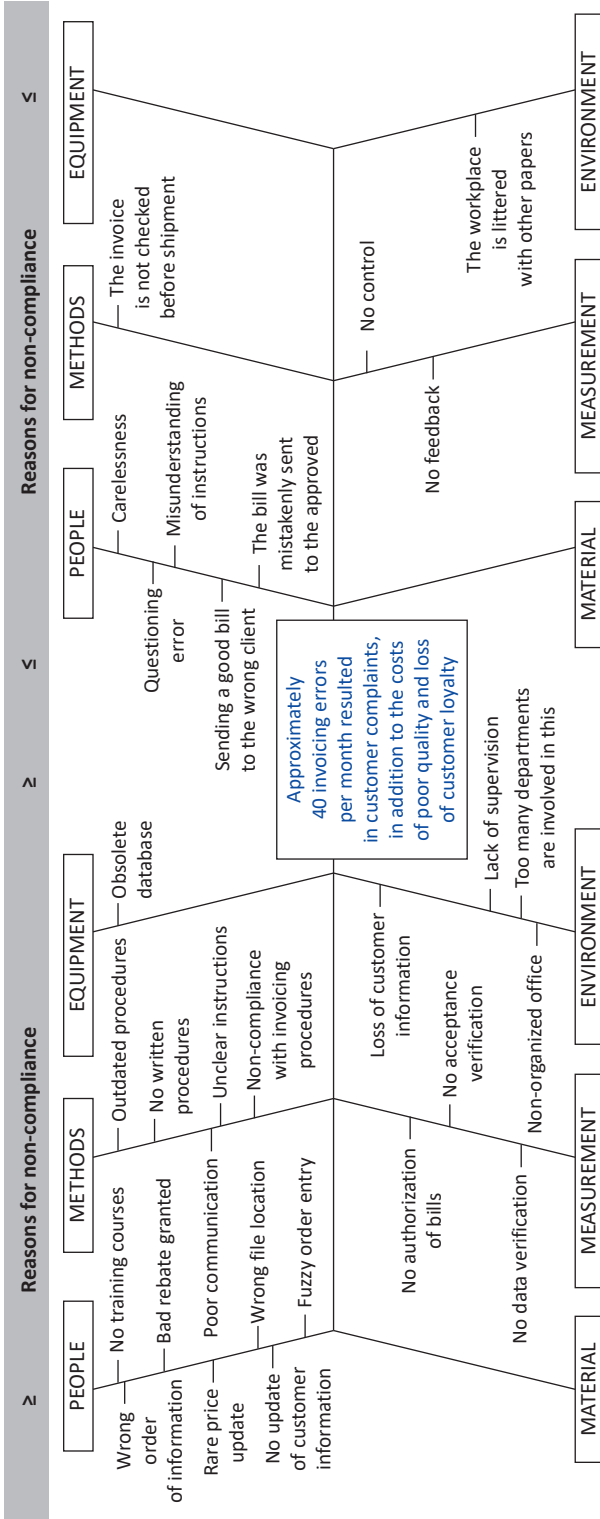 ≥
Reasons for non-compliance
≥
≤
Reasons for non-compliance
≤
PEOPLE
METHODS
EQUIPMENT
PEOPLE
METHODS
EQUIPMENT
No training courses
Wrong
order
of information
Bad rebate granted
Rare price
update
Poor communication
Wrong file location
No update
of customer
information
Fuzzy order entry
Outdated procedures
No written
procedures
Unclear instructions
Non-compliance
with invoicing
procedures
Obsolete
database
Approximately
40 invoicing errors
per month resulted
in customer complaints,
in addition to the costs
of poor quality and loss
of customer loyalty
Carelessness
Questioning
error
Misunderstanding
of instructions
Sending a good bill
to the wrong client
The bill was
mistakenly sent
to the approved
The invoice
is not checked
before shipment
No authorization
of bills
No data verification
Loss of customer
information
No acceptance
verification
Non-organized office
Lack of supervision
Too many departments
are involved in this
No control
No feedback
The workplace
is littered
with other papers
MATERIAL
MEASUREMENT
ENVIRONMENT
MATERIAL
MEASUREMENT
ENVIRONMENT